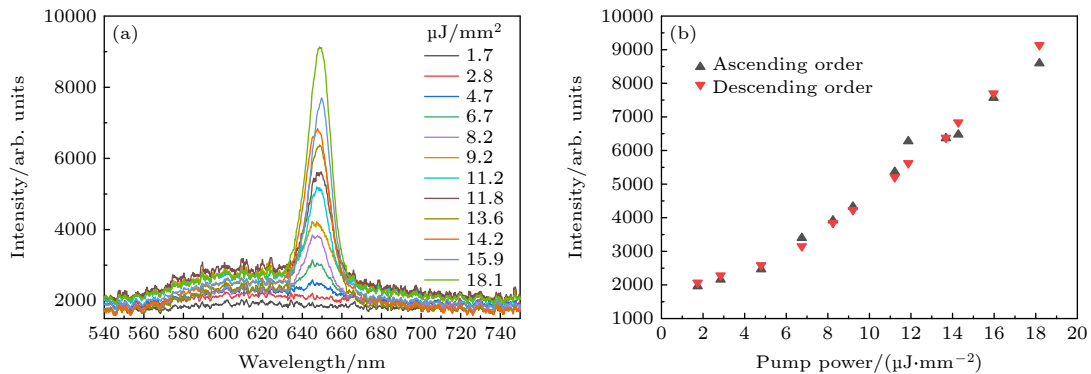 (a)
µJ/mm²
1.7
2.8
4.7
6.7
8.2
9.2
11.2
11.8
13.6
14.2
15.9
18.1
10000
8000
6000
4000
2000
Intensity/arb. units
540 560 580 600 620 640 660 680 700 720 740
Wavelength/nm
(b)
Ascending order
Descending order
10000
9000
8000
7000
6000
5000
4000
3000
2000
1000
Intensity/arb. units
0 2 4 6 8 10 12 14 16 18 20
Pump power/(µJ·mm⁻²)